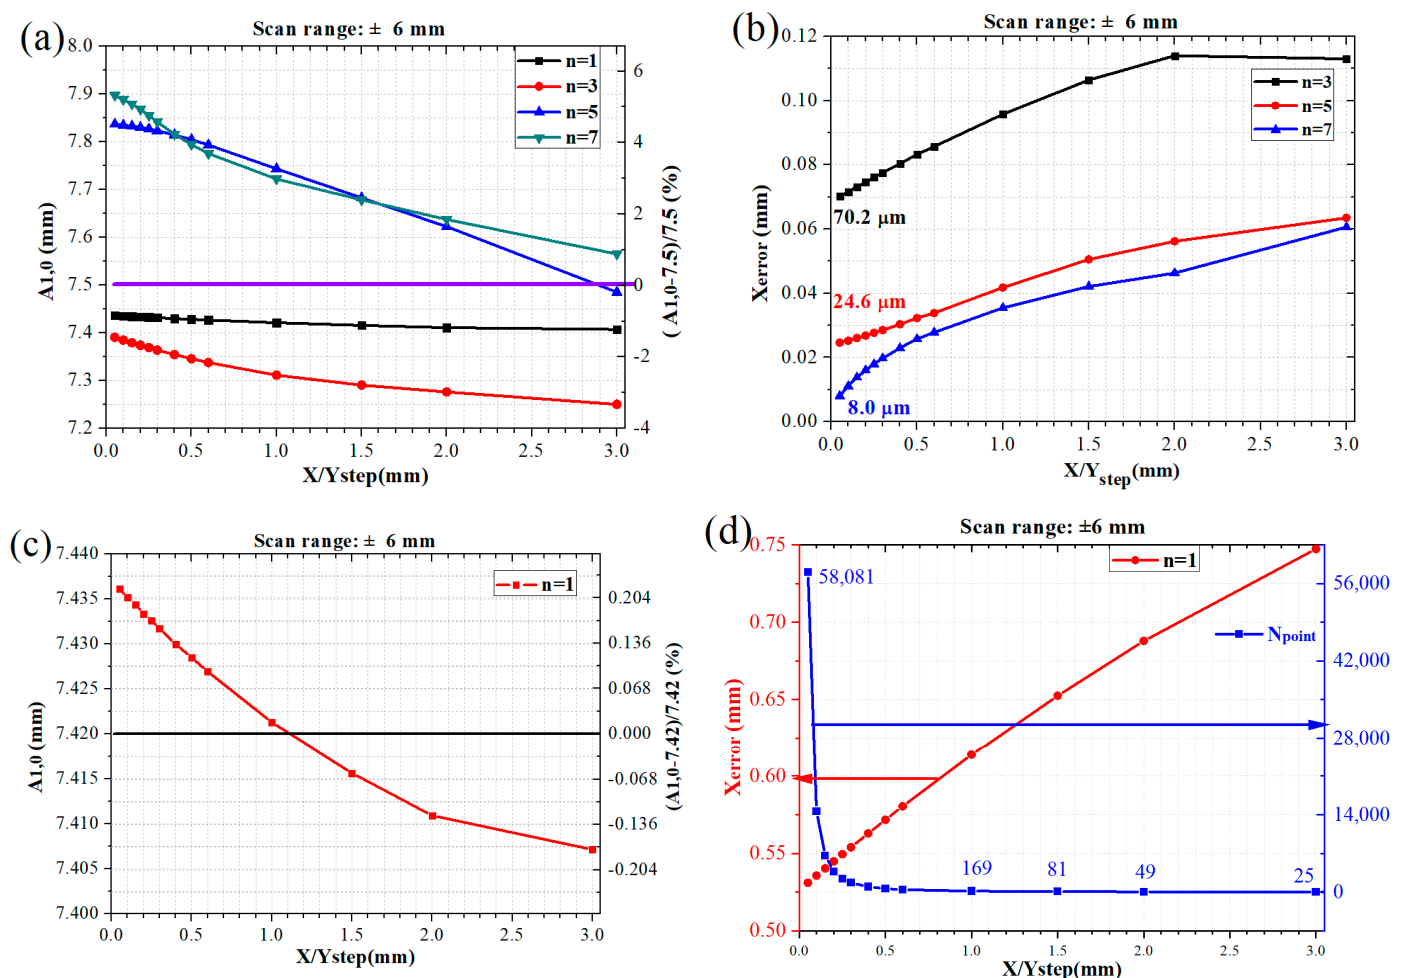 (a)
Scan range: ± 6 mm
8.0
7.9
7.8
7.7
7.6
7.5
7.4
7.3
7.2
A1,0 (mm)
n=1
n=3
n=5
n=7
6
4
2
0
-2
-4
( A1,0-7.5)/7.5 (%)
0.0 0.5 1.0 1.5 2.0 2.5 3.0
X/Ystep(mm)
(b)
Scan range: ± 6 mm
0.12
0.10
0.08
0.06
0.04
0.02
0.00
Xerror (mm)
n=3
n=5
n=7
70.2 μm
24.6 μm
8.0 μm
0.0 0.5 1.0 1.5 2.0 2.5 3.0
X/Ystep(mm)
(c)
Scan range: ± 6 mm
7.440
7.435
7.430
7.425
7.420
7.415
7.410
7.405
7.400
A1,0 (mm)
n=1
0.204
0.136
0.068
0.000
-0.068
-0.136
-0.204
(A1,0-7.42)/7.42 (%)
0.0 0.5 1.0 1.5 2.0 2.5 3.0
X/Ystep(mm)
(d)
Scan range: ±6 mm
0.75
0.70
0.65
0.60
0.55
0.50
Xerror (mm)
n=1
58,081
Npoint
169 81 49 25
56,000
42,000
28,000
14,000
0
0.0 0.5 1.0 1.5 2.0 2.5 3.0
X/Ystep(mm)